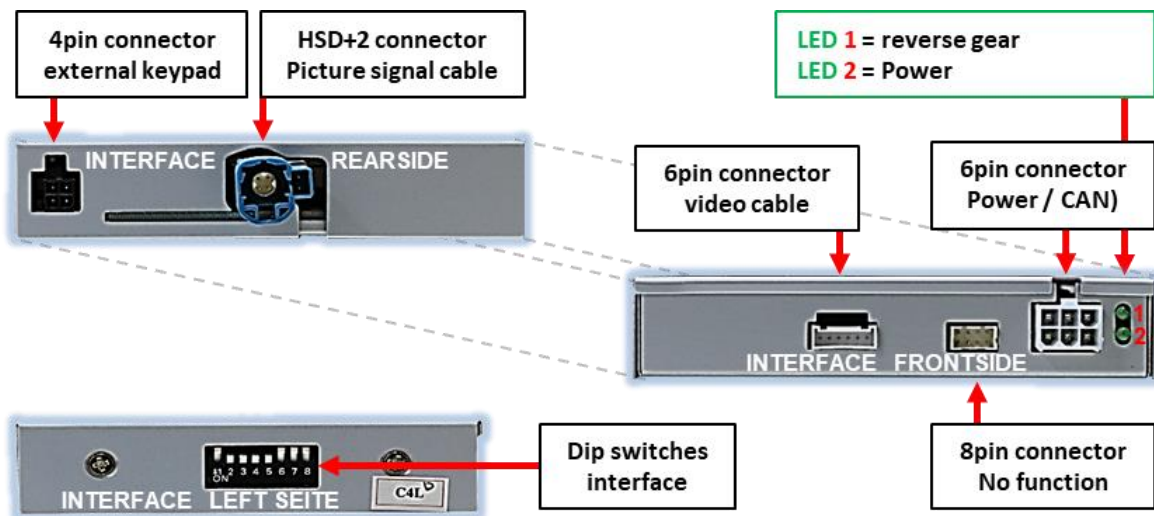 4pin connector
external keypad
HSD+2 connector
Picture signal cable
LED 1 = reverse gear
LED 2 = Power
INTERFACE REARSIDE
6pin connector
video cable
6pin connector
Power / CAN)
1
2
INTERFACE FRONTSIDE
Dip switches
interface
8pin connector
No function
1 2 3 4 5 6 7 8
ON
C4L
INTERFACE LEFT SEITE